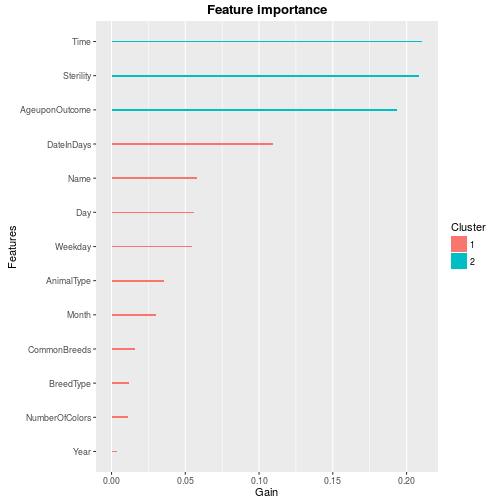 Feature importance
Features
Time
Sterility
AgeuponOutcome
DateInDays
Name
Day
Weekday
AnimalType
Month
CommonBreeds
BreedType
NumberOfColors
Year
0.00 0.05 0.10 0.15 0.20
Gain
Cluster
1
2